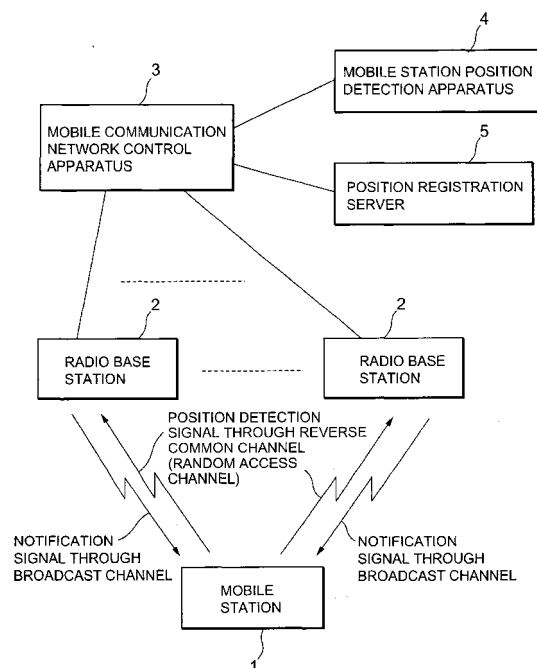 4
MOBILE STATION POSITION
DETECTION APPARATUS
3
MOBILE COMMUNICATION
NETWORK CONTROL
APPARATUS
5
POSITION REGISTRATION
SERVER
2
RADIO BASE
STATION
2
RADIO BASE
STATION
POSITION DETECTION
SIGNAL THROUGH REVERSE
COMMON CHANNEL
(RANDOM ACCESS
CHANNEL)
NOTIFICATION
SIGNAL THROUGH
BROADCAST CHANNEL
NOTIFICATION
SIGNAL THROUGH
BROADCAST CHANNEL
MOBILE
STATION
1